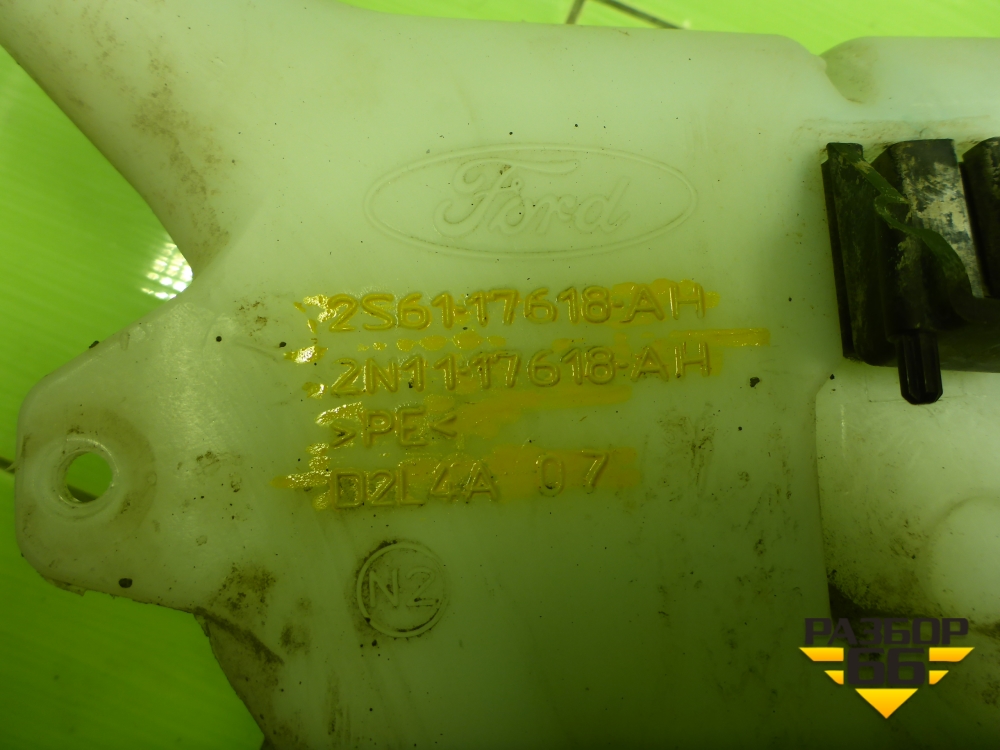 Ford
2S61-17618-AH
2N11-17618-AH
>PE<
D2L4A 07
N2
РАЗБОР
66